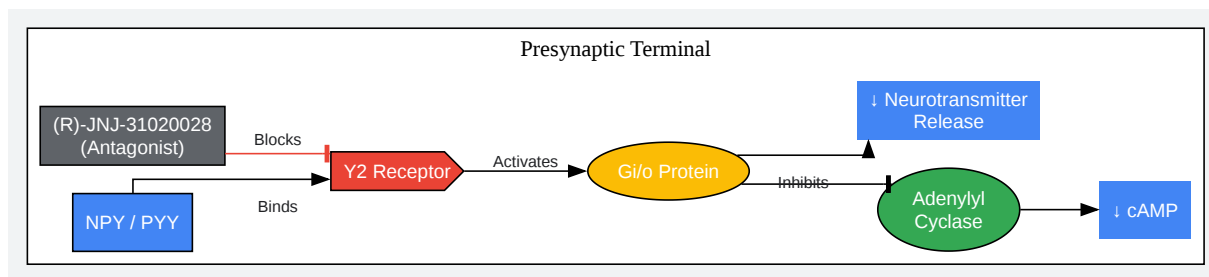 Presynaptic Terminal
(R)-JNJ-31020028
(Antagonist)
Blocks
NPY / PYY
Binds
Y2 Receptor
Activates
Gi/o Protein
↓ Neurotransmitter
Release
Inhibits
Adenylyl
Cyclase
↓ cAMP